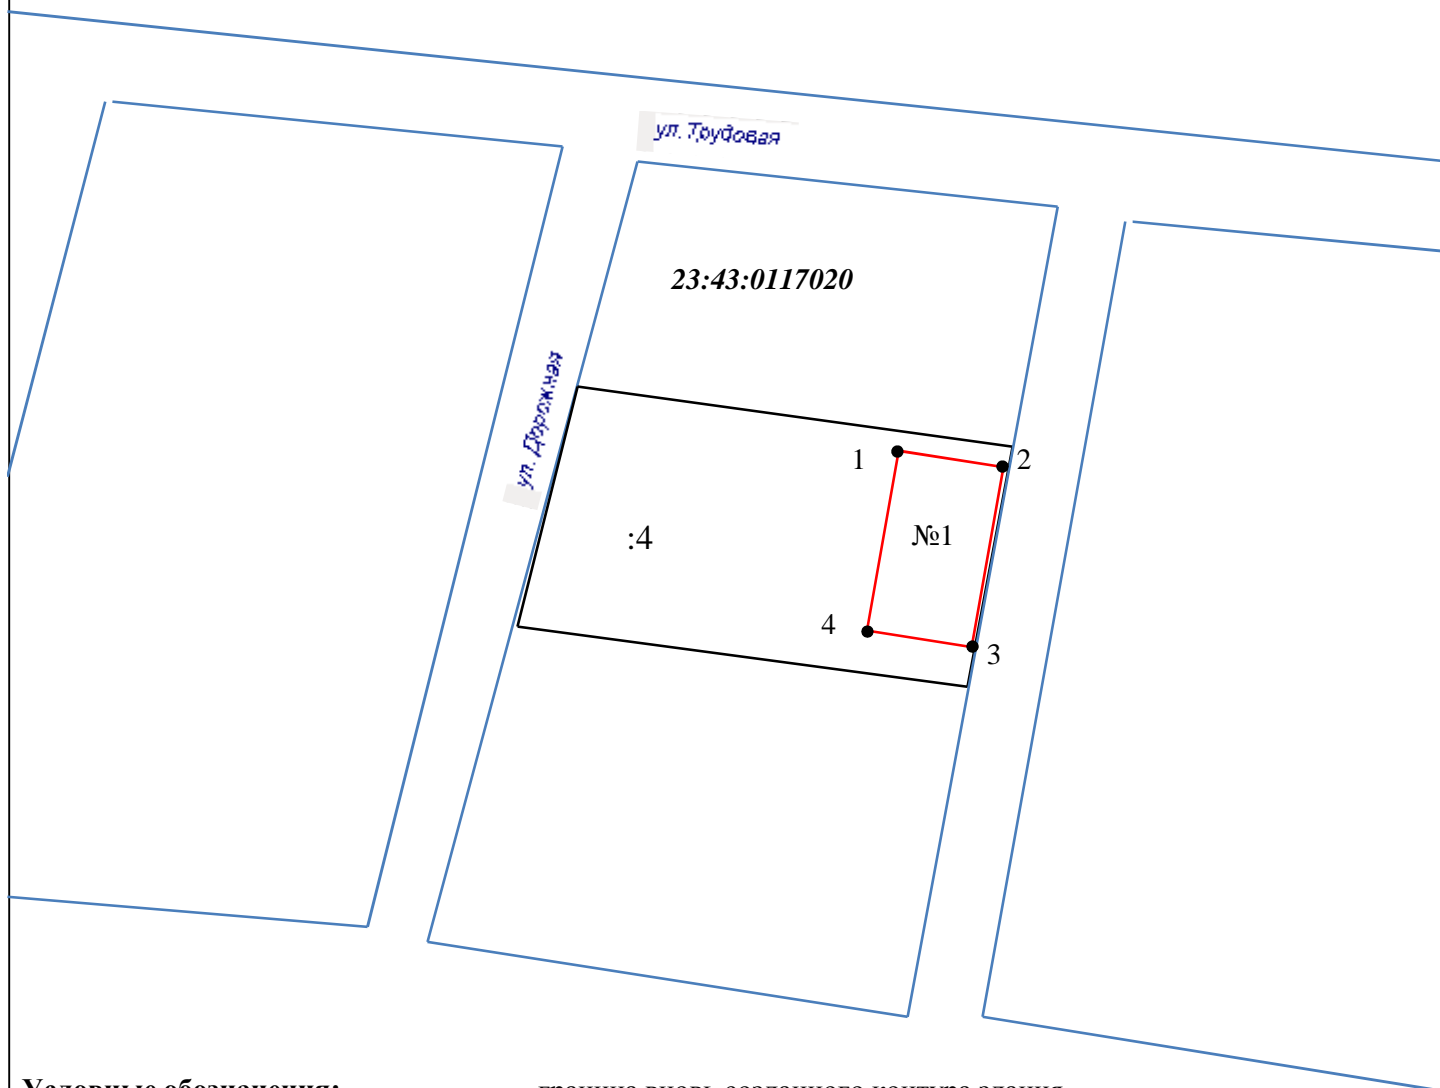 ул. Трудовая
23:43:0117020
ул. Дорожная
1
2
№1
:4
4
3
Условные обозначения:
граница вновь созданного контура здания